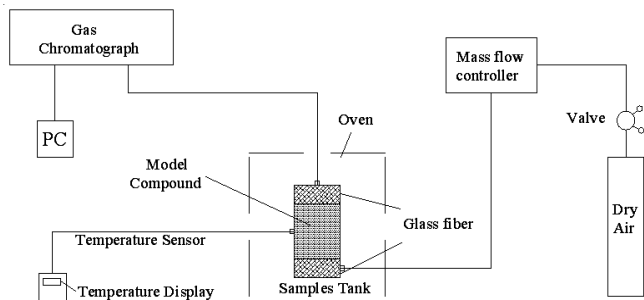 Gas
Chromatograph
Mass flow
controller
Oven
Valve
PC
Model
Compound
Glass fiber
Dry
Air
Temperature Sensor
Samples Tank
Temperature Display